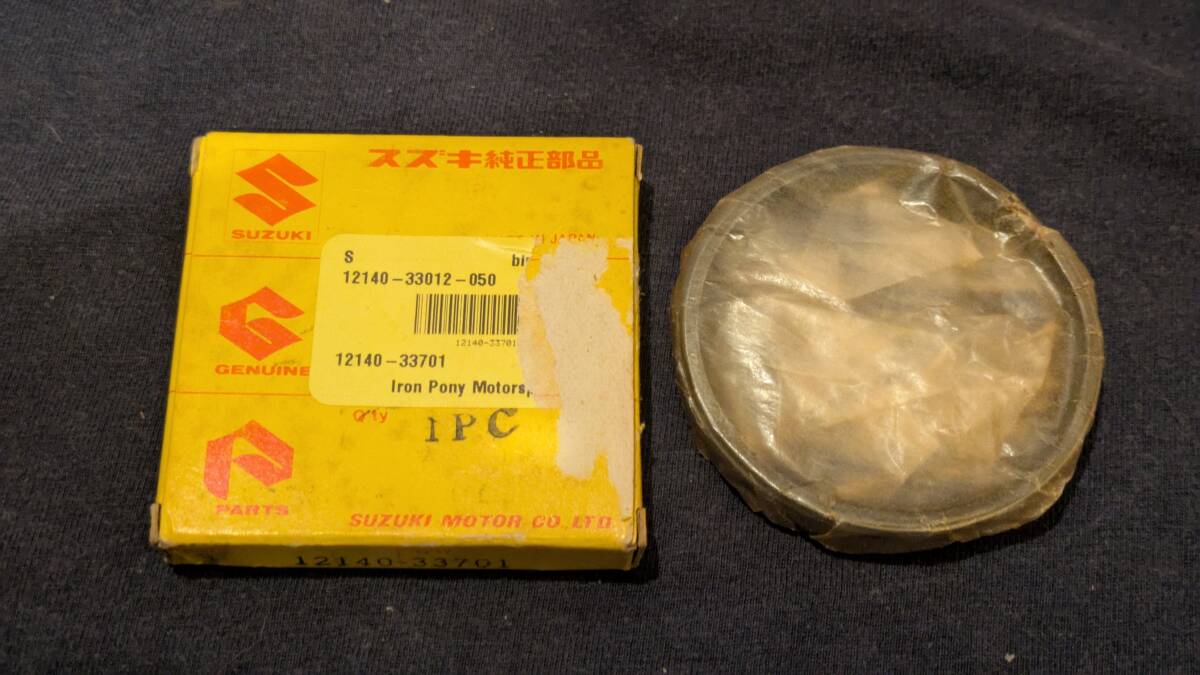 スズキ純正部品
SUZUKI
JAPAN
S
12140-33012-050
12140-33701
12140-33701
GENUINE
Iron Pony
Q'ty
1PC
PARTS
SUZUKI MOTOR CO., LTD.
12140-33701